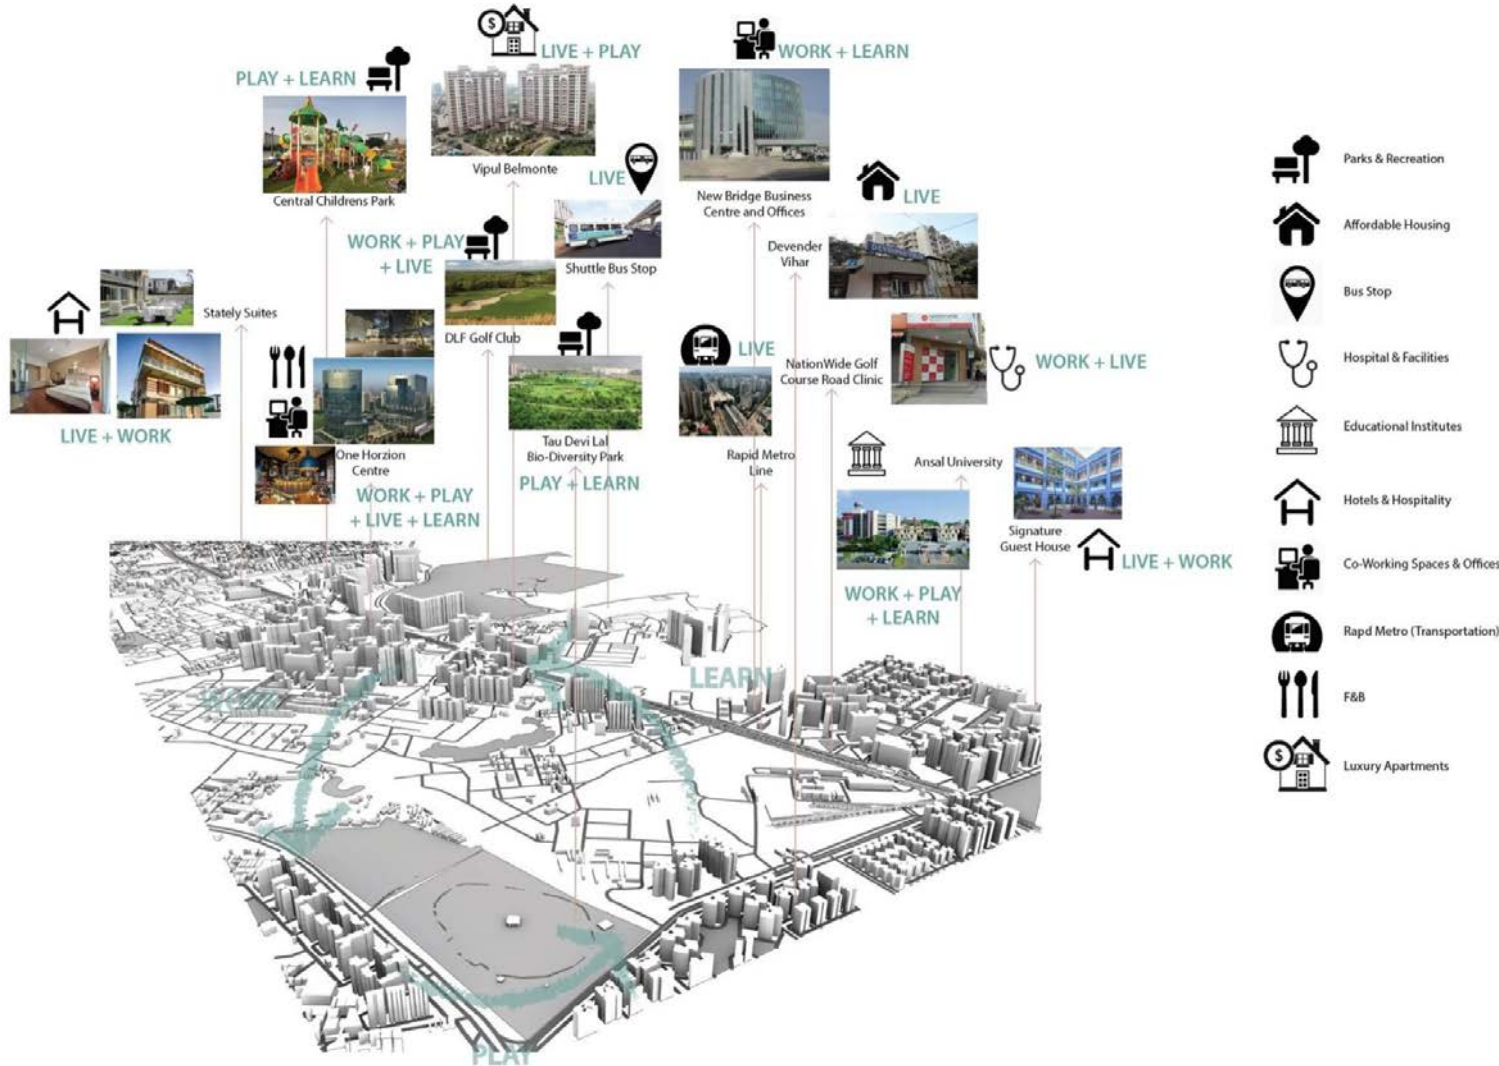 LIVE + PLAY
WORK + LEARN
PLAY + LEARN
Vipul Belmonte
LIVE
Central Childrens Park
New Bridge Business
Centre and Offices
LIVE
WORK + PLAY
+ LIVE
Devender
Vihar
Shuttle Bus Stop
Stately Suites
DLF Golf Club
LIVE
NationWide Golf
Course Road Clinic
WORK + LIVE
LIVE + WORK
Tau Devi Lal
Bio-Diversity Park
PLAY + LEARN
One Horzion
Centre
WORK + PLAY
+ LIVE + LEARN
Rapid Metro
Line
Ansal University
Signature
Guest House
LIVE + WORK
WORK + PLAY
+ LEARN
LEARN
WORK
PLAY
$
Parks & Recreation
Affordable Housing
Bus Stop
Hospital & Facilities
Educational Institutes
Hotels & Hospitality
Co-Working Spaces & Offices
Rapd Metro (Transportation)
F&B
$
Luxury Apartments